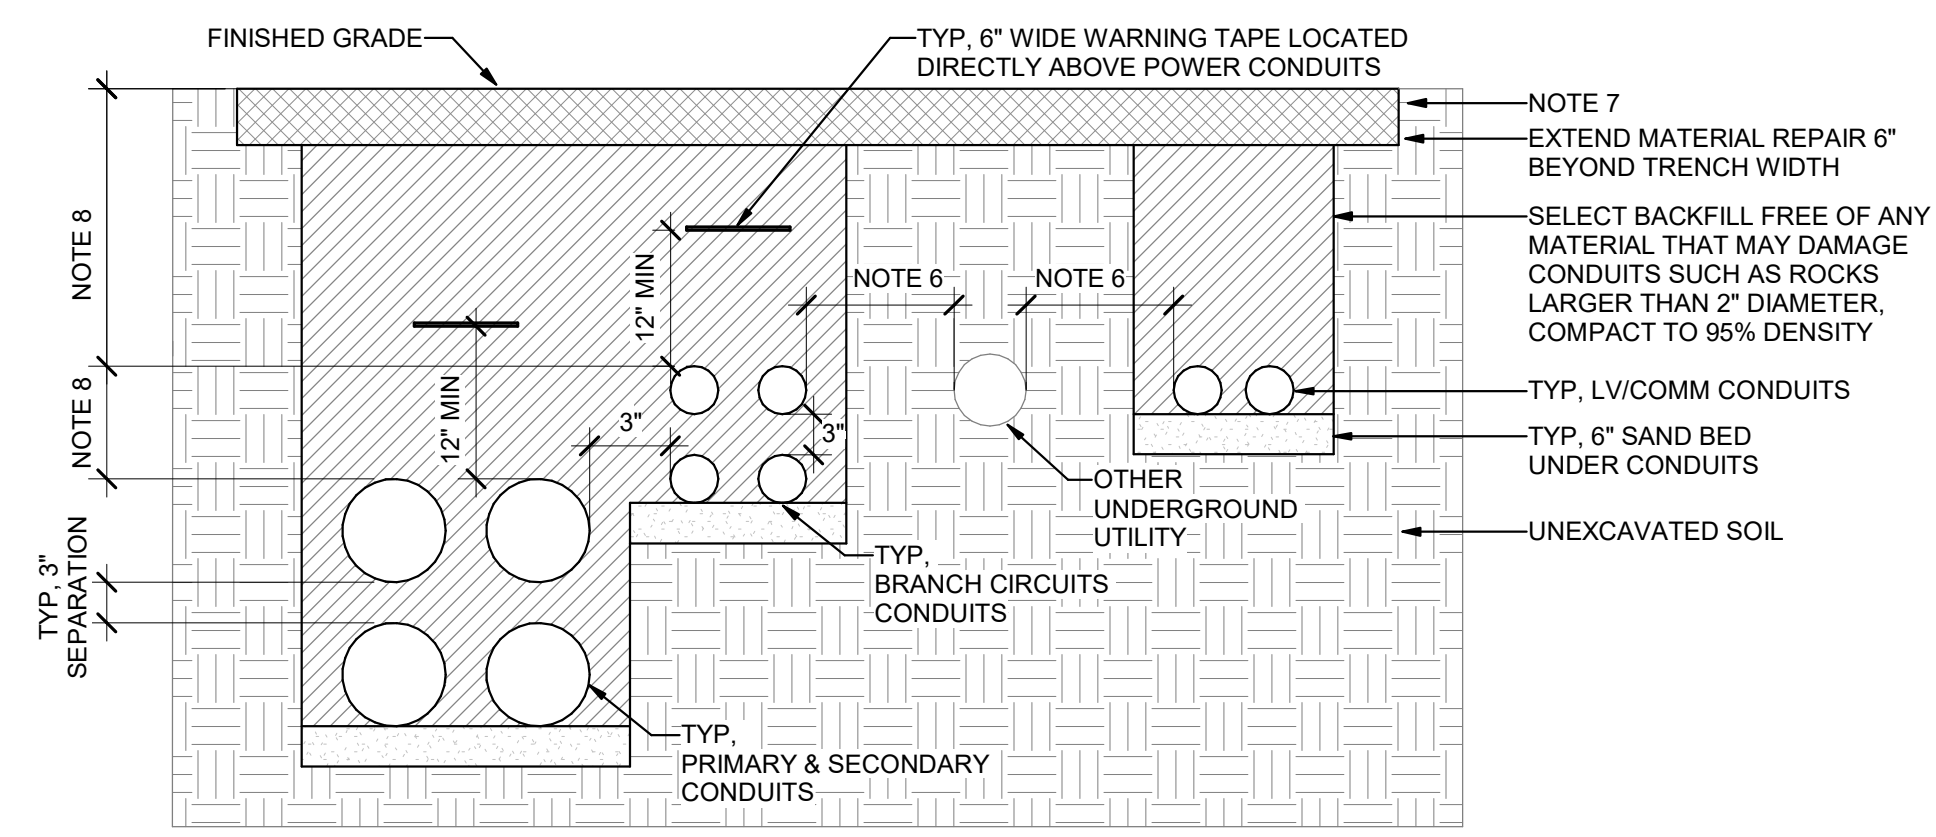 FINISHED GRADE
TYP, 6" WIDE WARNING TAPE LOCATED
DIRECTLY ABOVE POWER CONDUITS
NOTE 7
EXTEND MATERIAL REPAIR 6"
BEYOND TRENCH WIDTH
SELECT BACKFILL FREE OF ANY
MATERIAL THAT MAY DAMAGE
CONDUITS SUCH AS ROCKS
LARGER THAN 2" DIAMETER,
COMPACT TO 95% DENSITY
NOTE 8
12" MIN
NOTE 6
NOTE 6
TYP, LV/COMM CONDUITS
NOTE 8
12" MIN
3"
3"
TYP, 6" SAND BED
UNDER CONDUITS
OTHER
UNDERGROUND
UTILITY
UNEXCAVATED SOIL
TYP, 3"
SEPARATION
TYP,
BRANCH CIRCUITS
CONDUITS
TYP,
PRIMARY & SECONDARY
CONDUITS